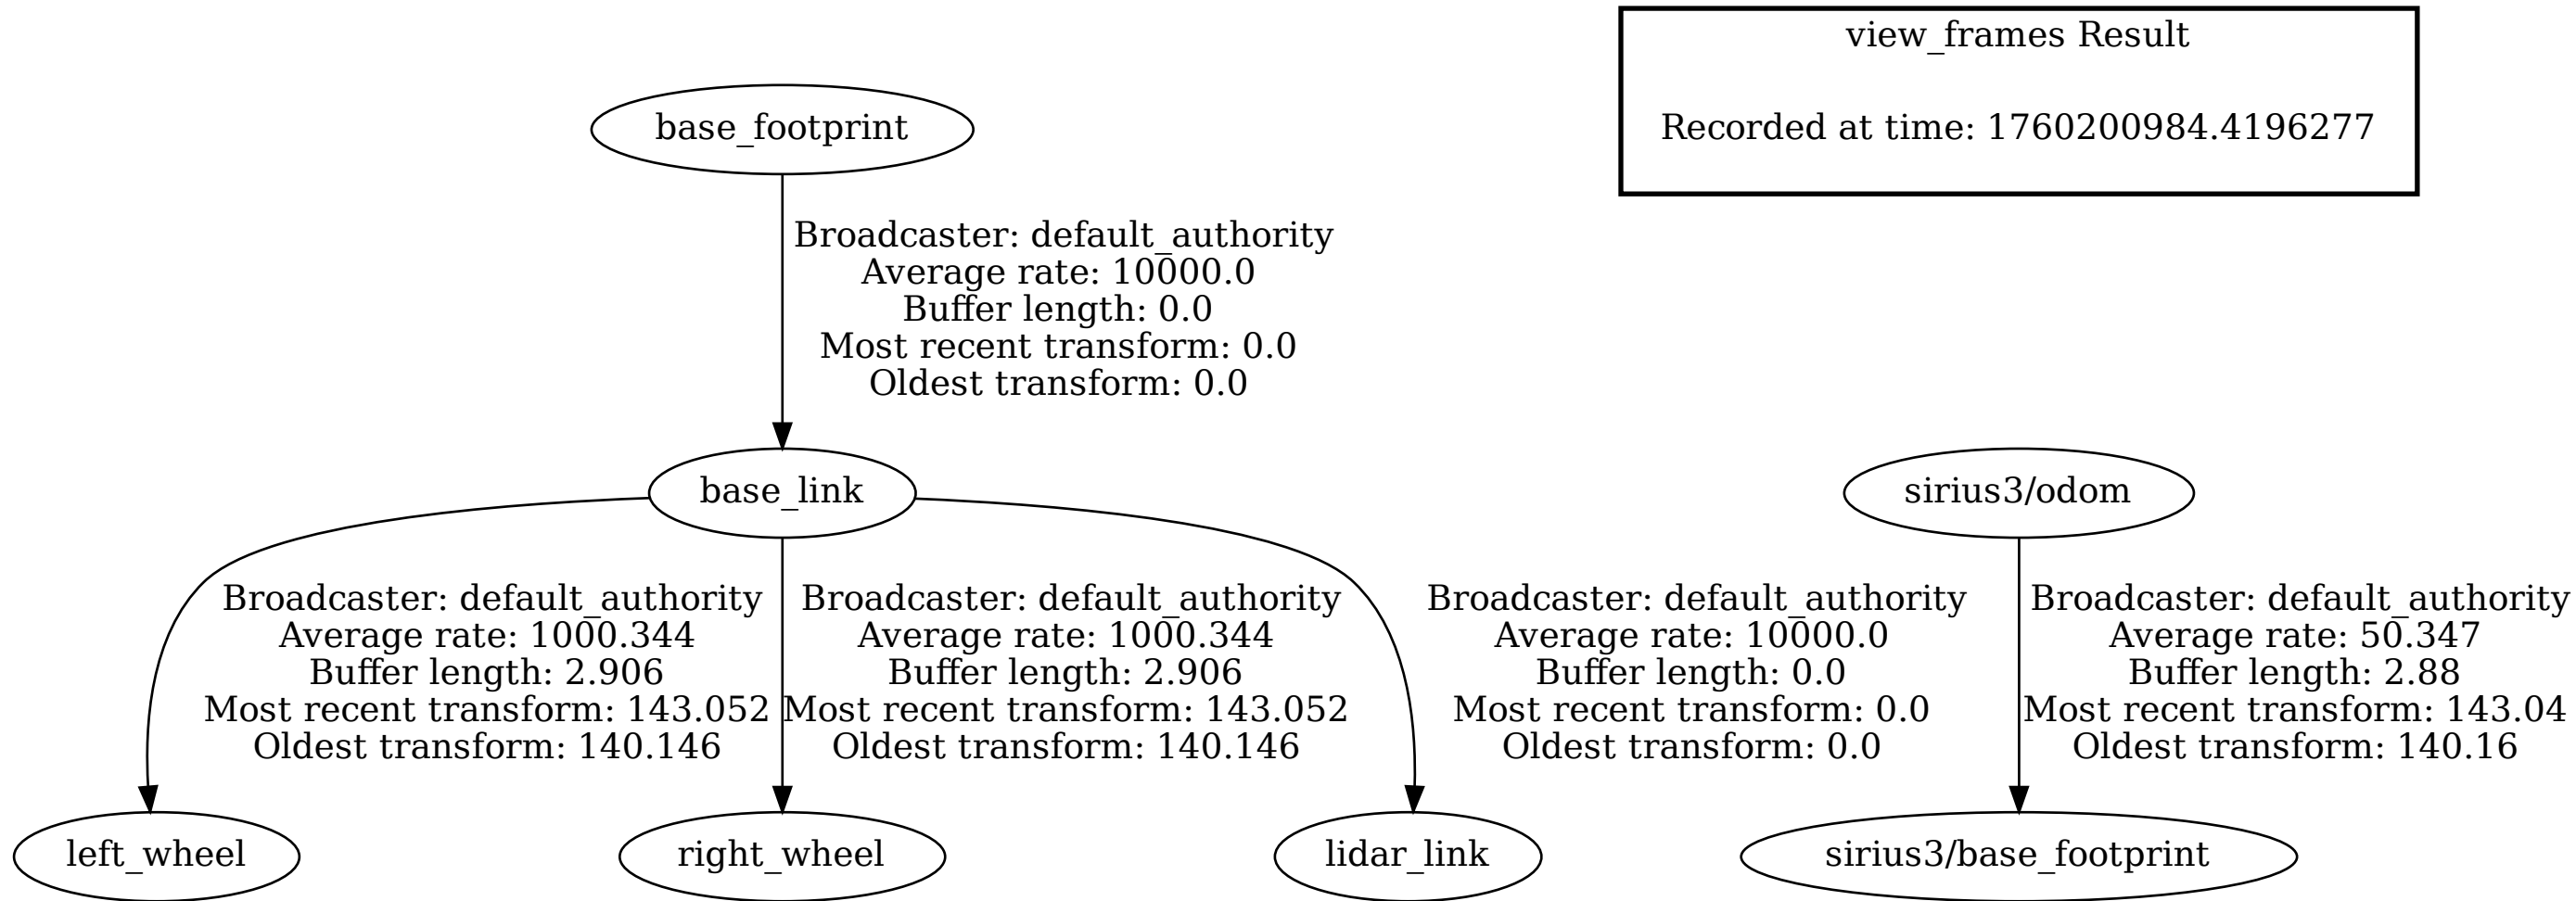 view_frames Result
Recorded at time: 1760200984.4196277
base_footprint
Broadcaster: default_authority
Average rate: 10000.0
Buffer length: 0.0
Most recent transform: 0.0
Oldest transform: 0.0
base_link
sirius3/odom
Broadcaster: default_authority
Average rate: 1000.344
Buffer length: 2.906
Most recent transform: 143.052
Oldest transform: 140.146
Broadcaster: default_authority
Average rate: 1000.344
Buffer length: 2.906
Most recent transform: 143.052
Oldest transform: 140.146
Broadcaster: default_authority
Average rate: 10000.0
Buffer length: 0.0
Most recent transform: 0.0
Oldest transform: 0.0
Broadcaster: default_authority
Average rate: 50.347
Buffer length: 2.88
Most recent transform: 143.04
Oldest transform: 140.16
left_wheel
right_wheel
lidar_link
sirius3/base_footprint